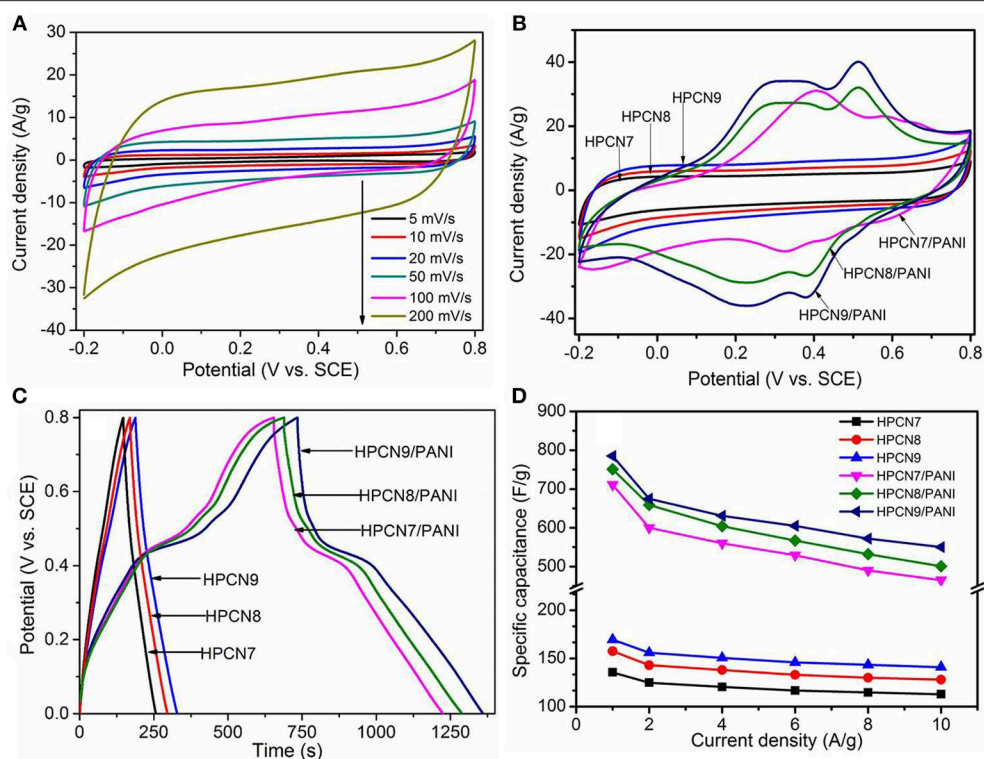 A
30
20
10
0
-10
-20
-30
-40
Current density (A/g)
-0.2 0.0 0.2 0.4 0.6 0.8
Potential (V vs. SCE)
5 mV/s
10 mV/s
20 mV/s
50 mV/s
100 mV/s
200 mV/s
B
40
20
0
-20
-40
Current density (A/g)
-0.2 0.0 0.2 0.4 0.6 0.8
Potential (V vs. SCE)
HPCN9
HPCN8
HPCN7
HPCN7/PANI
HPCN8/PANI
HPCN9/PANI
C
0.8
0.6
0.4
0.2
0.0
Potential (V vs. SCE)
0 250 500 750 1000 1250
Time (s)
HPCN9/PANI
HPCN8/PANI
HPCN7/PANI
HPCN9
HPCN8
HPCN7
D
900
800
700
600
500
200
150
100
Specific capacitance (F/g)
0 2 4 6 8 10
Current density (A/g)
HPCN7
HPCN8
HPCN9
HPCN7/PANI
HPCN8/PANI
HPCN9/PANI